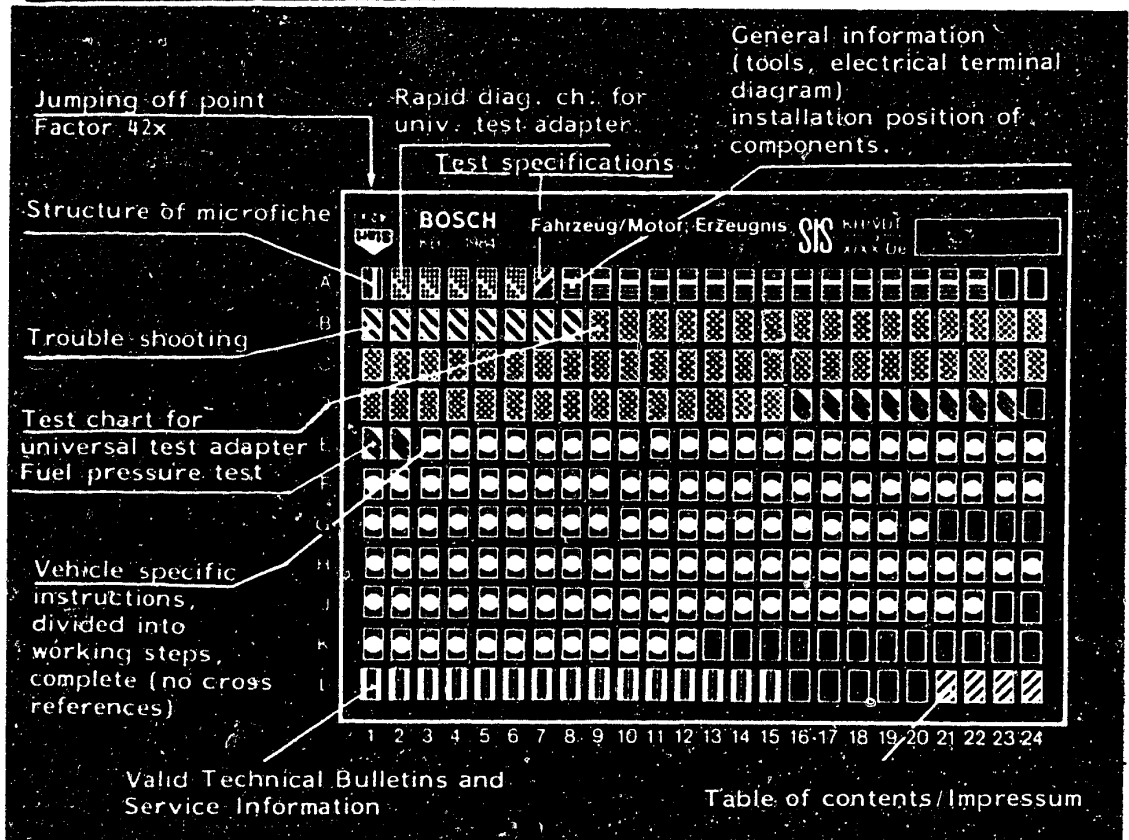 General information
(tools, electrical terminal
diagram)
installation position of
components.
Jumping off point
Factor 42x
Rapid diag. ch. for
univ. test adapter
Test specifications
Structure of microfiche
Start
BOSCH
Fahrzeug/Motor, Erzeugnis
SIS
A
B
Trouble shooting
Test chart for
universal test adapter
Fuel pressure test
E
F
G
H
J
K
L
Vehicle specific
instructions,
divided into
working steps,
complete (no cross
references)
1 2 3 4 5 6 7 8 9 10 11 12 13 14 15 16 17 18 19 20 21 22 23 24
Valid Technical Bulletins and
Service Information
Table of contents/Impressum